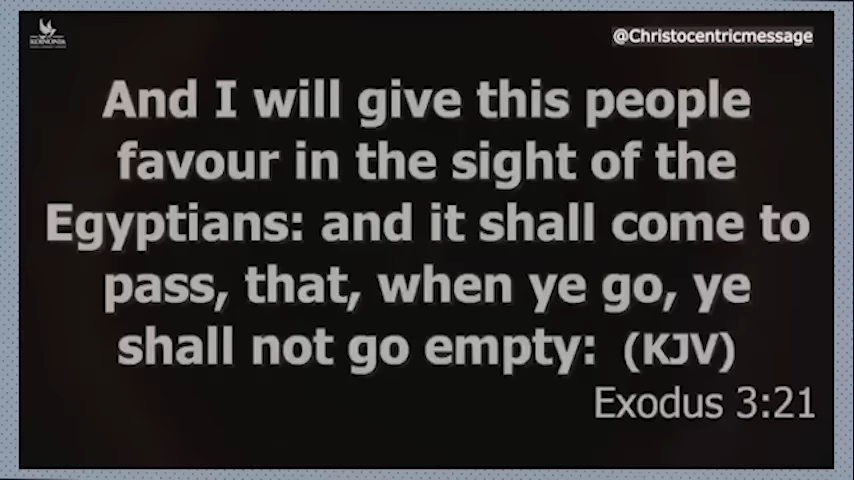 KOINONIA
@Christocentricmessage
And I will give this people
favour in the sight of the
Egyptians: and it shall come to
pass, that, when ye go, ye
shall not go empty: (KJV)
Exodus 3:21